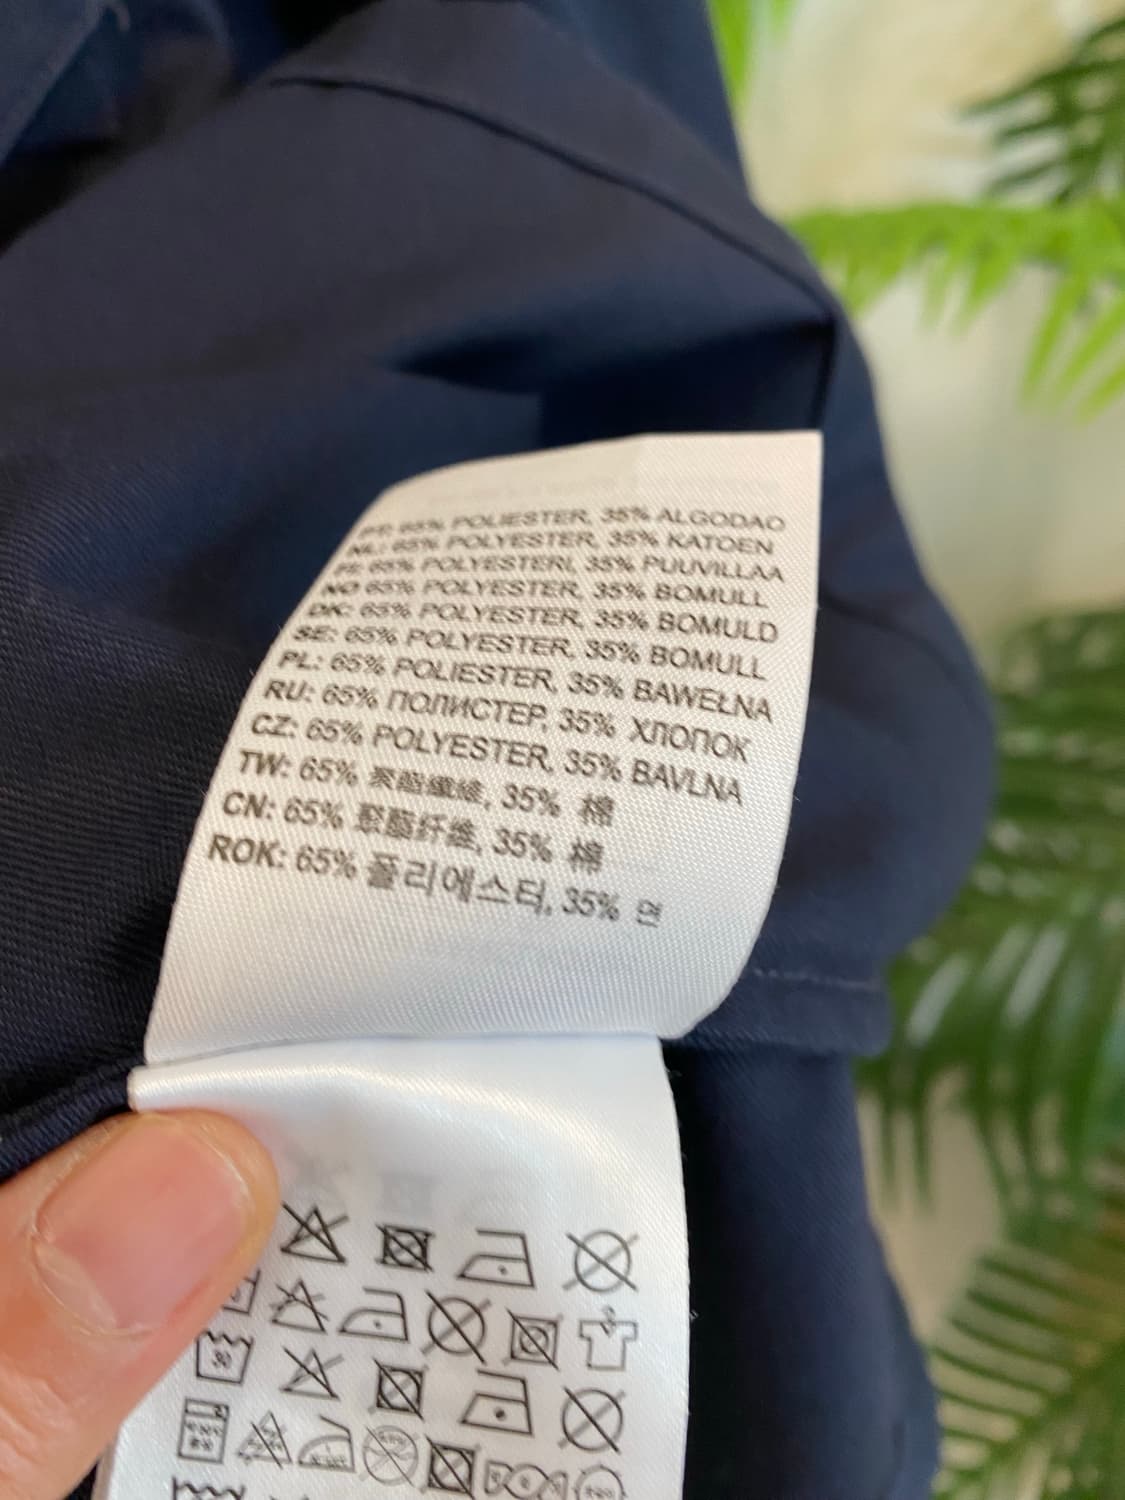 PT: 65% POLIESTER, 35% ALGODAO
NL: 65% POLYESTER, 35% KATOEN
FI: 65% POLYESTERI, 35% PUUVILLAA
NO 65% POLYESTER, 35% BOMULL
DK: 65% POLYESTER, 35% BOMULD
SE: 65% POLYESTER, 35% BOMULL
PL: 65% POLIESTER, 35% BAWEŁNA
RU: 65% ПОЛИСТЕР, 35% ХЛОПОК
CZ: 65% POLYESTER, 35% BAVLNA
TW: 65% 聚酯纖維, 35% 棉
CN: 65% 聚酯纤维, 35% 棉
ROK: 65% 폴리에스터, 35% 면
30